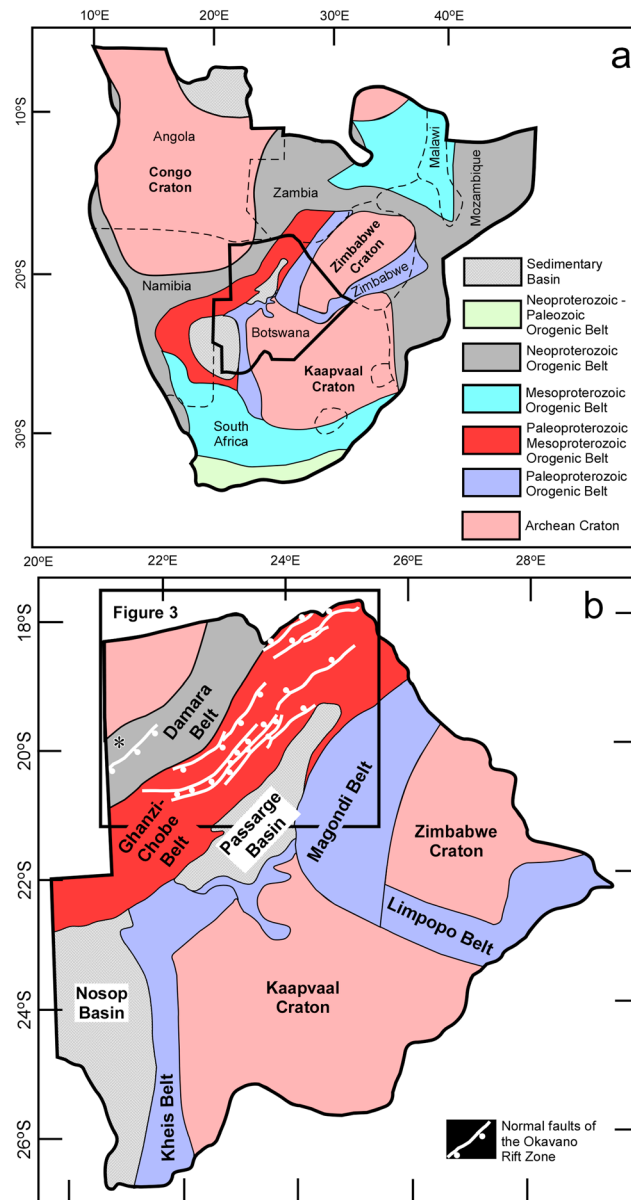 10ºE
20ºE
30ºE
40ºE
a
10ºS
20ºS
30ºS
Angola
Congo
Craton
Zambia
Malawi
Mozambique
Namibia
Zimbabwe
Craton
Zimbabwe
Botswana
Kaapvaal
Craton
South
Africa
Sedimentary
Basin
Neoproterozoic -
Paleozoic
Orogenic Belt
Neoproterozoic
Orogenic Belt
Mesoproterozoic
Orogenic Belt
Paleoproterozoic
Mesoproterozoic
Orogenic Belt
Paleoproterozoic
Orogenic Belt
Archean Craton
20ºE
22ºE
24ºE
26ºE
28ºE
b
18ºS
20ºS
22ºS
24ºS
26ºS
Figure 3
*
Damara
Belt
Ghanzi-
Chobe
Belt
Passarge
Basin
Magondi Belt
Zimbabwe
Craton
Limpopo Belt
Nosop
Basin
Kaapvaal
Craton
Kheis Belt
Normal faults of
the Okavano
Rift Zone